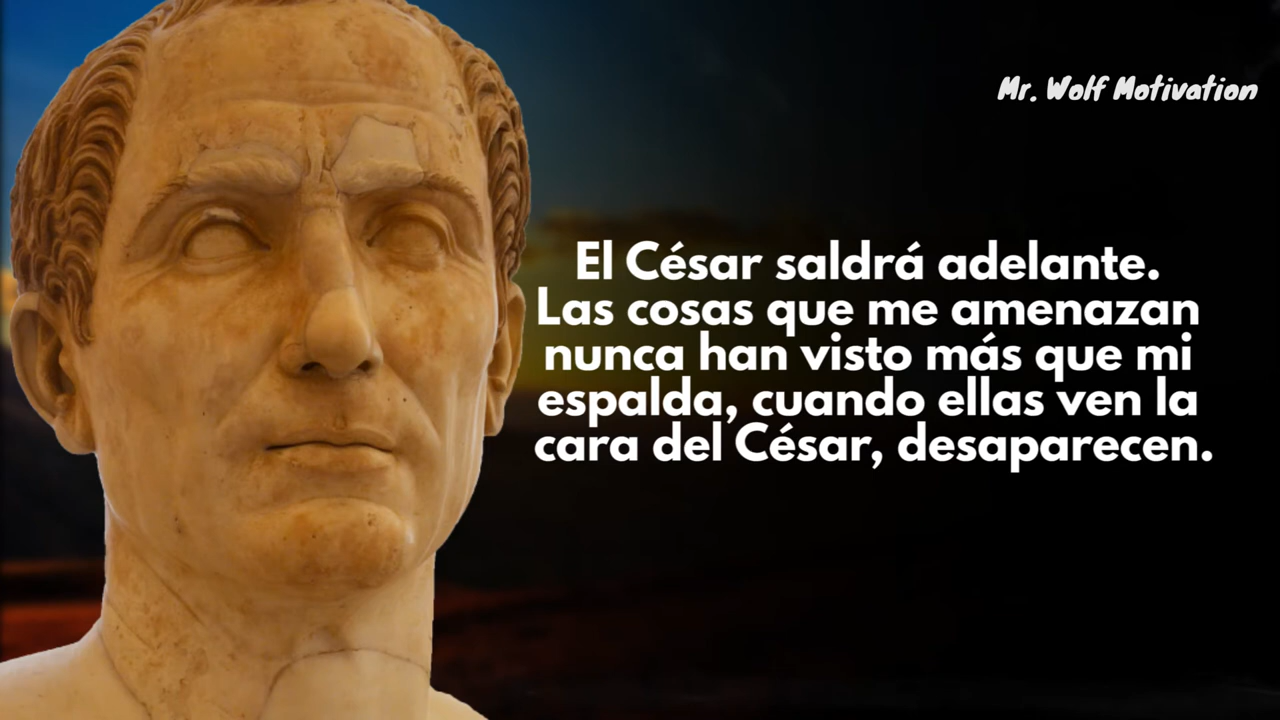 Mr. Wolf Motivation
El César saldrá adelante.
Las cosas que me amenazan
nunca han visto más que mi
espalda, cuando ellas ven la
cara del César, desaparecen.